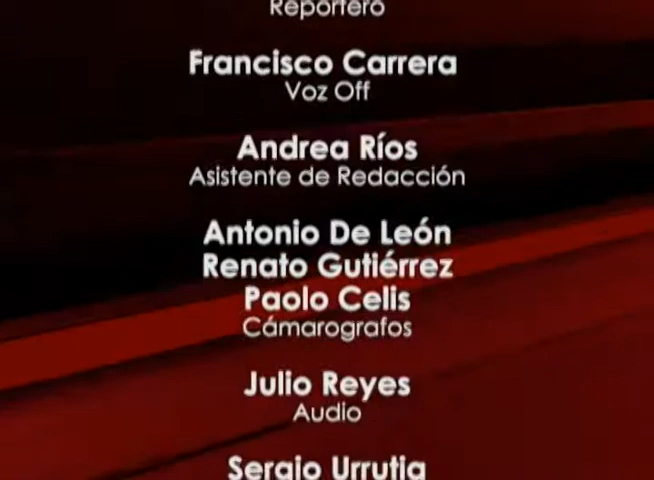 Reportero
Francisco Carrera
Voz Off
Andrea Ríos
Asistente de Redacción
Antonio De León
Renato Gutiérrez
Paolo Celis
Cámarografos
Julio Reyes
Audio
Sergio Urrutia